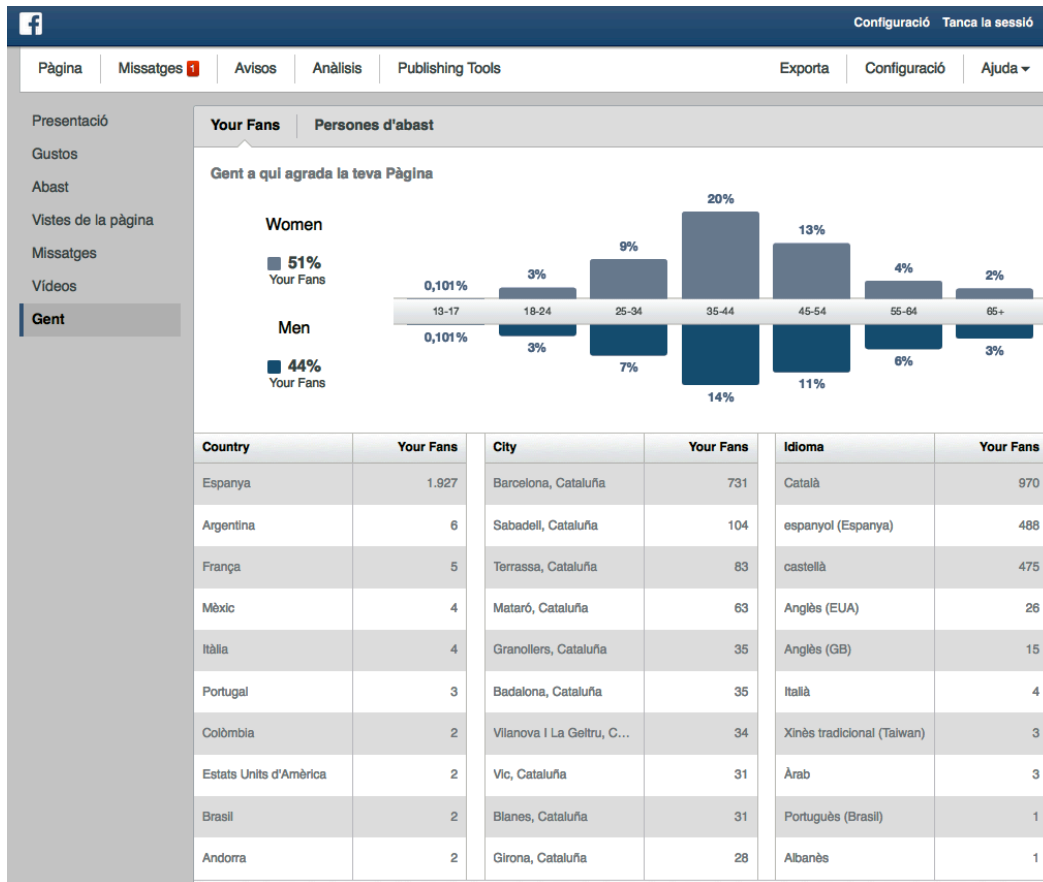 f
Configuració Tanca la sessió
Pàgina Missatges 1 Avisos Anàlisis Publishing Tools Exporta Configuració Ajuda
Presentació
Gustos
Abast
Vistes de la pàgina
Missatges
Vídeos
Gent
Your Fans Persones d'abast
Gent a qui agrada la teva Pàgina
Women
51%
Your Fans
Men
44%
Your Fans
0,101% 3% 9% 20% 13% 4% 2%
13-17 18-24 25-34 35-44 45-54 55-64 65+
0,101% 3% 7% 14% 11% 6% 3%
Country Your Fans City Your Fans Idioma Your Fans
Espanya 1.927 Barcelona, Cataluña 731 Català 970
Argentina 6 Sabadell, Cataluña 104 espanyol (Espanya) 488
França 5 Terrassa, Cataluña 83 castellà 475
Mèxic 4 Mataró, Cataluña 63 Anglès (EUA) 26
Itàlia 4 Granollers, Cataluña 35 Anglès (GB) 15
Portugal 3 Badalona, Cataluña 35 Italià 4
Colòmbia 2 Vilanova I La Geltru, C... 34 Xinès tradicional (Taiwan) 3
Estats Units d'Amèrica 2 Vic, Cataluña 31 Àrab 3
Brasil 2 Blanes, Cataluña 31 Portuguès (Brasil) 1
Andorra 2 Girona, Cataluña 28 Albanès 1